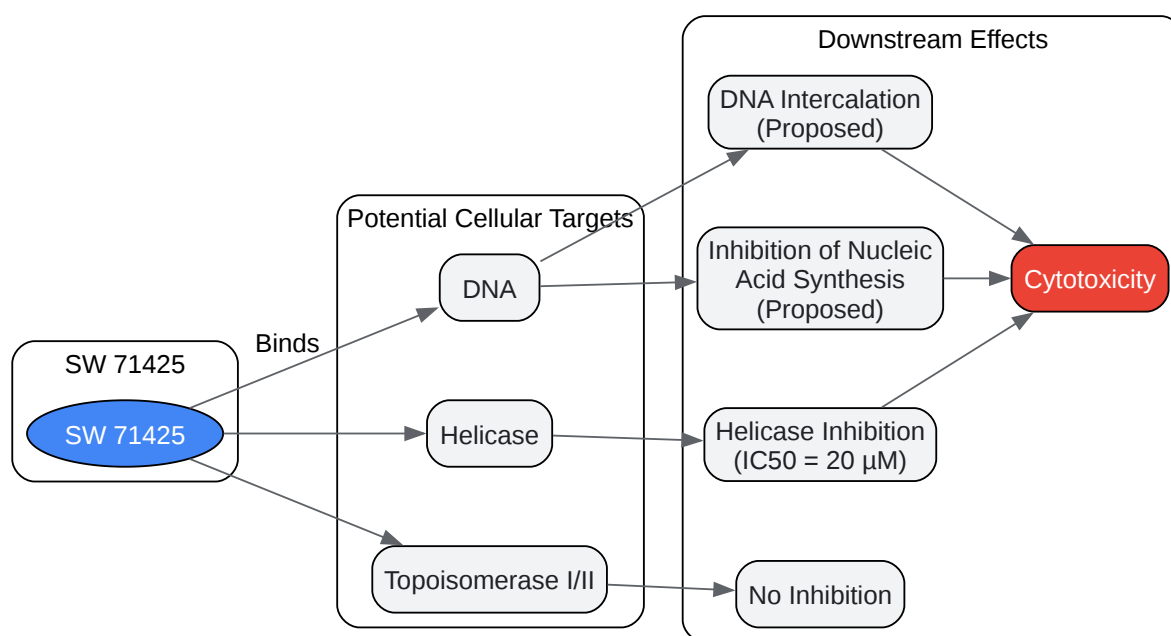 SW 71425
SW 71425
Binds
Potential Cellular Targets
DNA
Helicase
Topoisomerase I/II
Downstream Effects
DNA Intercalation
(Proposed)
Inhibition of Nucleic
Acid Synthesis
(Proposed)
Helicase Inhibition
(IC50 = 20 µM)
No Inhibition
Cytotoxicity